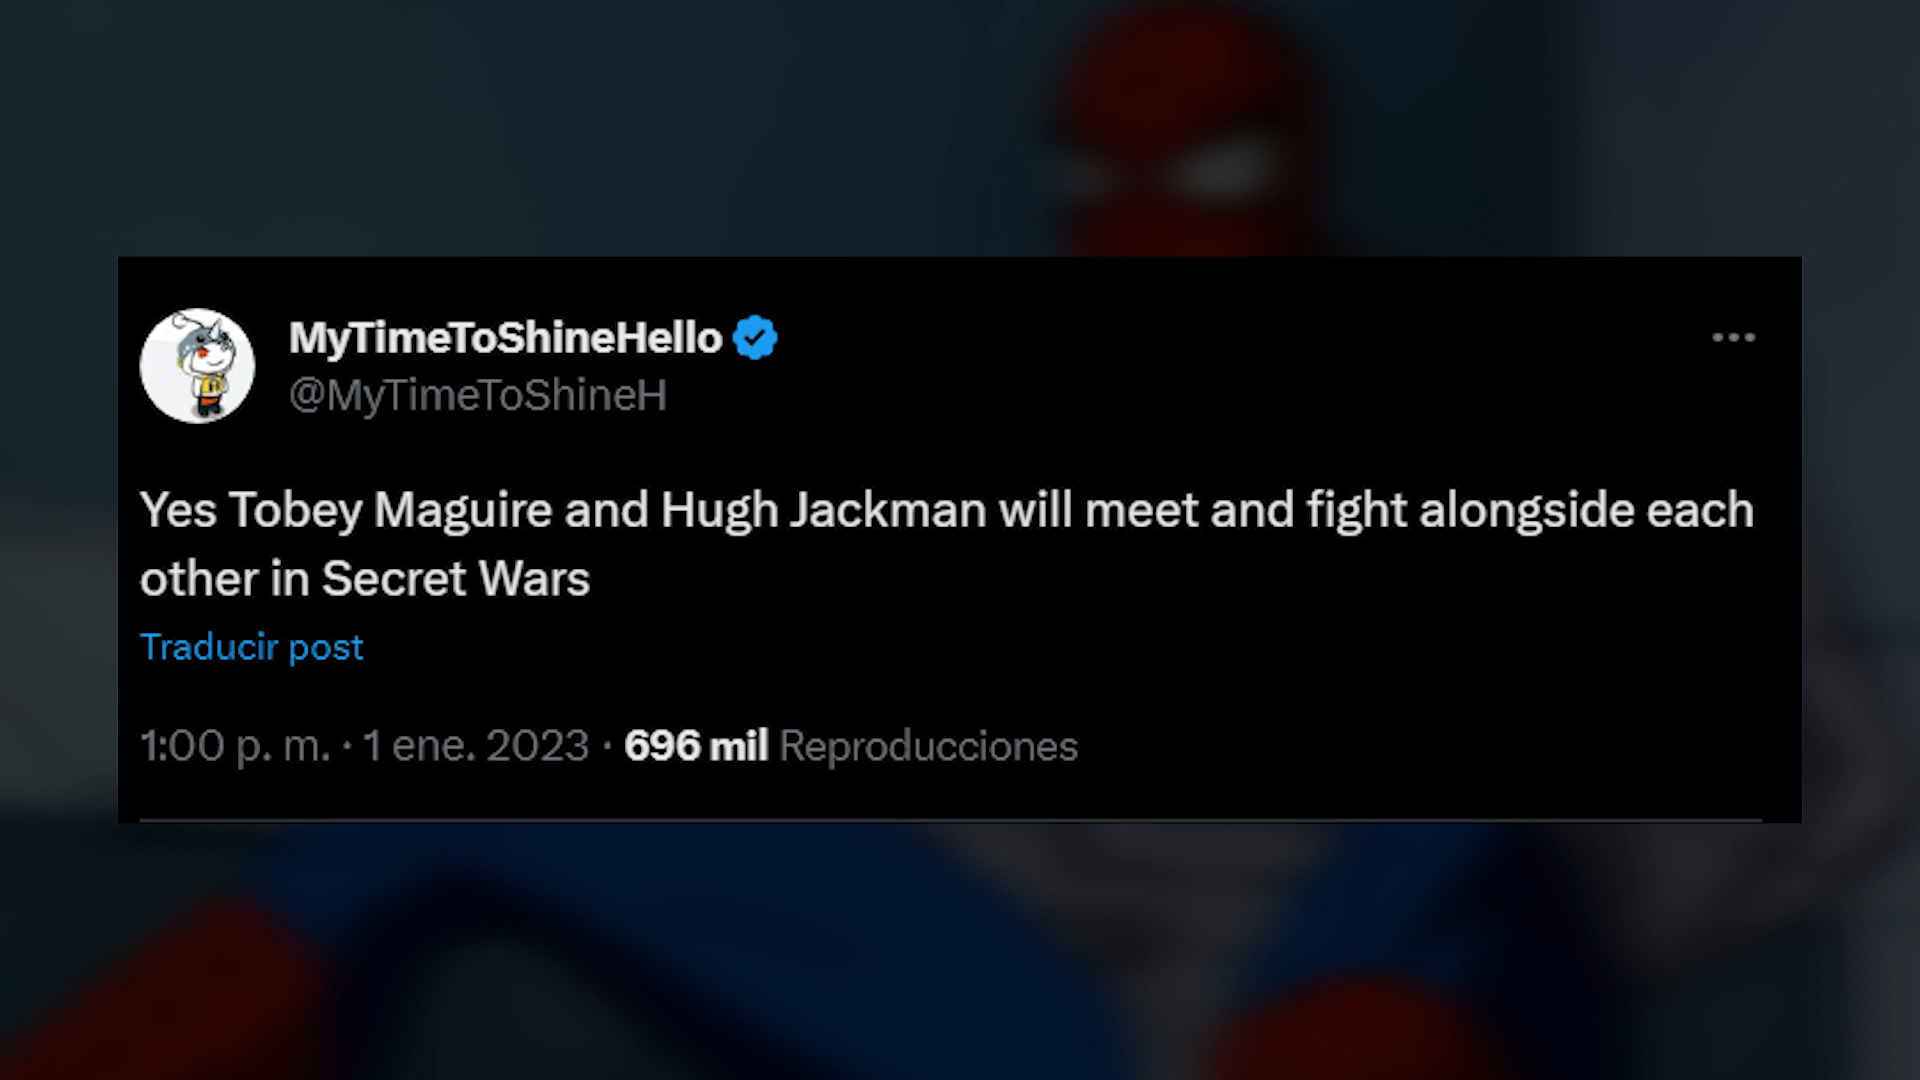 MyTimeToShineHello
@MyTimeToShineH
Yes Tobey Maguire and Hugh Jackman will meet and fight alongside each
other in Secret Wars
Traducir post
1:00 p. m. · 1 ene. 2023 · 696 mil Reproducciones